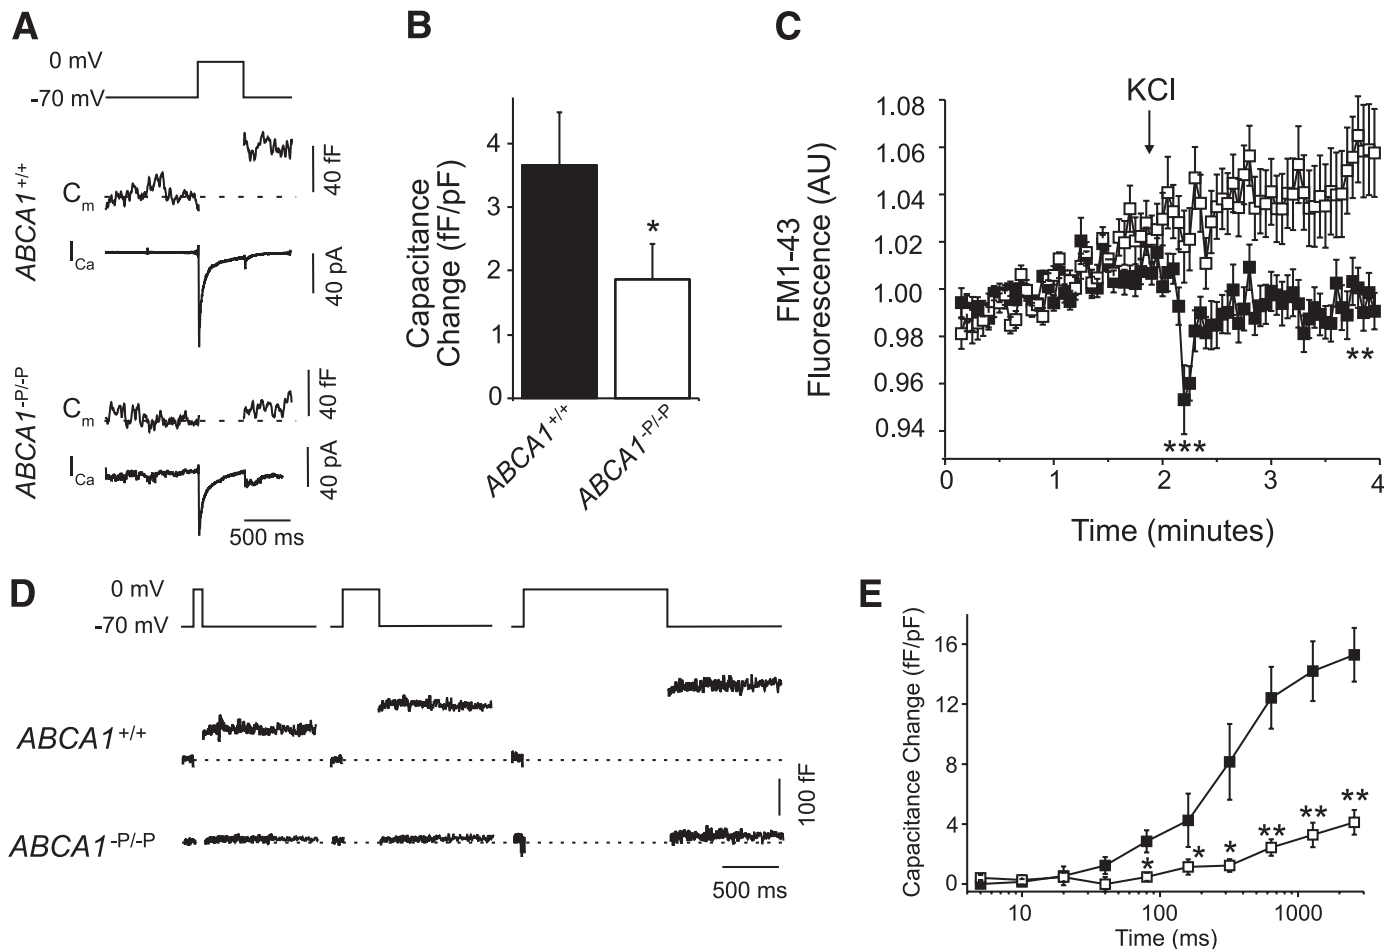 A
0 mV
-70 mV
ABCA1+/+
Cm
40 fF
ICa
40 pA
ABCA1-P/-P
Cm
40 fF
ICa
40 pA
500 ms
B
Capacitance
Change (fF/pF)
4
3
2
1
0
*
ABCA1+/+
ABCA1-P/-P
C
KCl
FM1-43
Fluorescence (AU)
1.08
1.06
1.04
1.02
1.00
0.98
0.96
0.94
**
***
0 1 2 3 4
Time (minutes)
D
0 mV
-70 mV
ABCA1+/+
ABCA1-P/-P
100 fF
500 ms
E
Capacitance Change (fF/pF)
16
12
8
4
0
* * * ** ** **
10 100 1000
Time (ms)